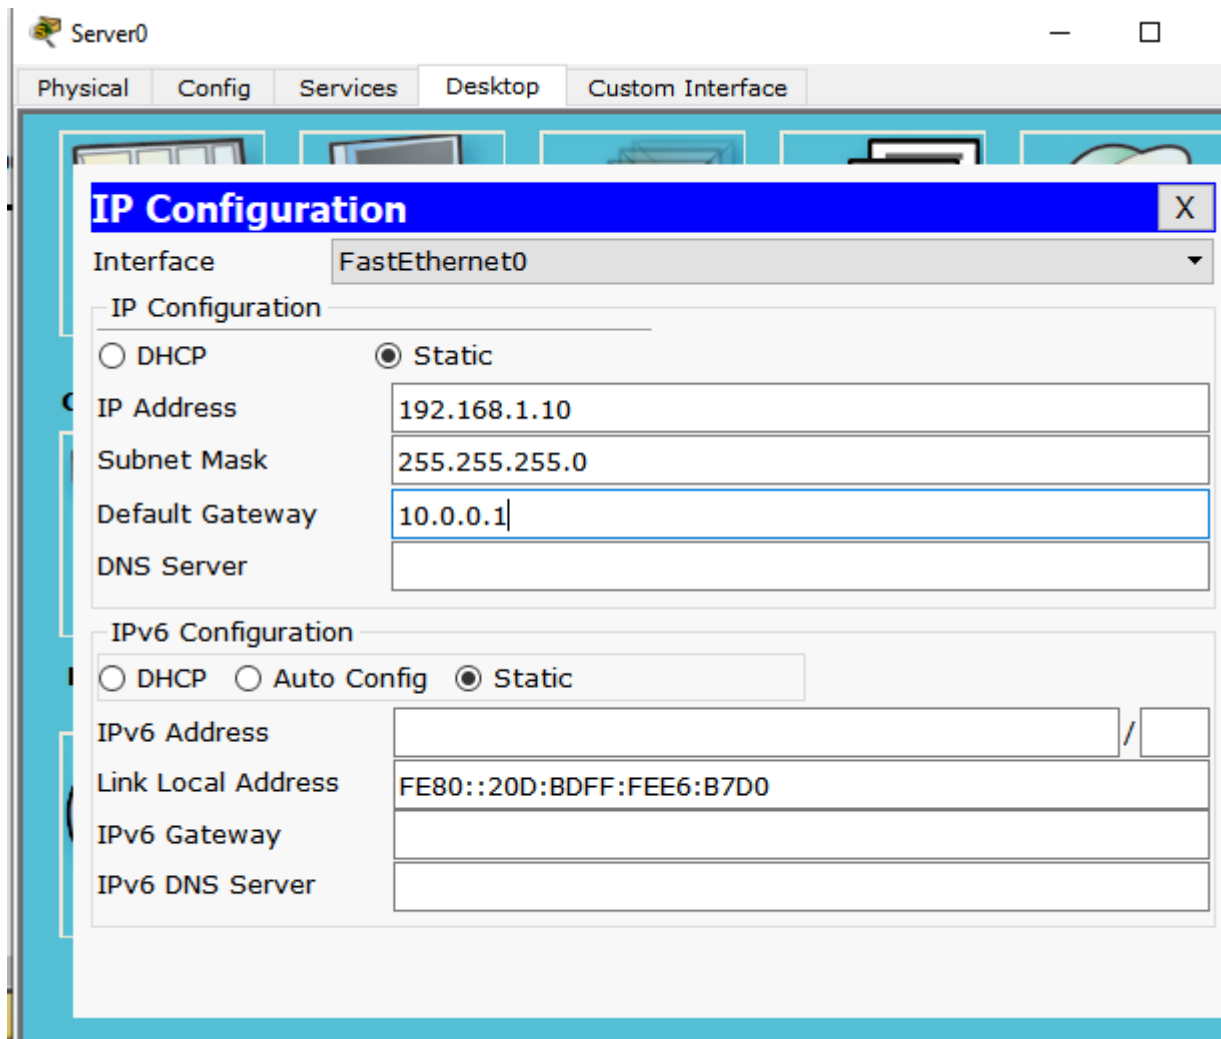 Server0
Physical Config Services Desktop Custom Interface
IP Configuration X
Interface FastEthernet0
IP Configuration
DHCP Static
IP Address 192.168.1.10
Subnet Mask 255.255.255.0
Default Gateway 10.0.0.1
DNS Server
IPv6 Configuration
DHCP Auto Config Static
IPv6 Address /
Link Local Address FE80::20D:BDFF:FEE6:B7D0
IPv6 Gateway
IPv6 DNS Server